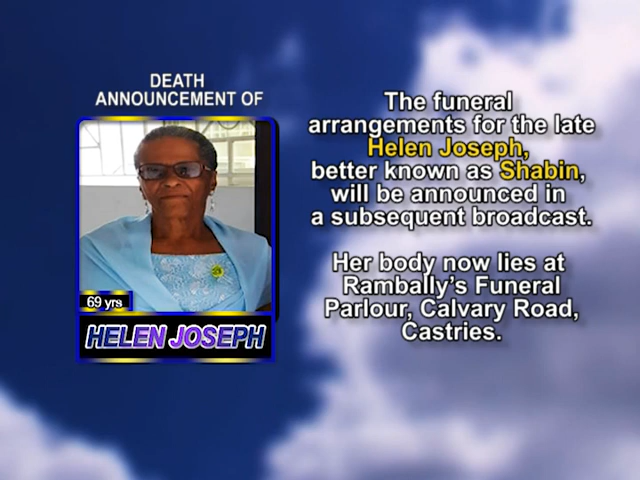 DEATH
ANNOUNCEMENT OF
69 yrs
HELEN JOSEPH
The funeral
arrangements for the late
Helen Joseph,
better known as Shabin,
will be announced in
a subsequent broadcast.
Her body now lies at
Rambally's Funeral
Parlour, Calvary Road,
Castries.